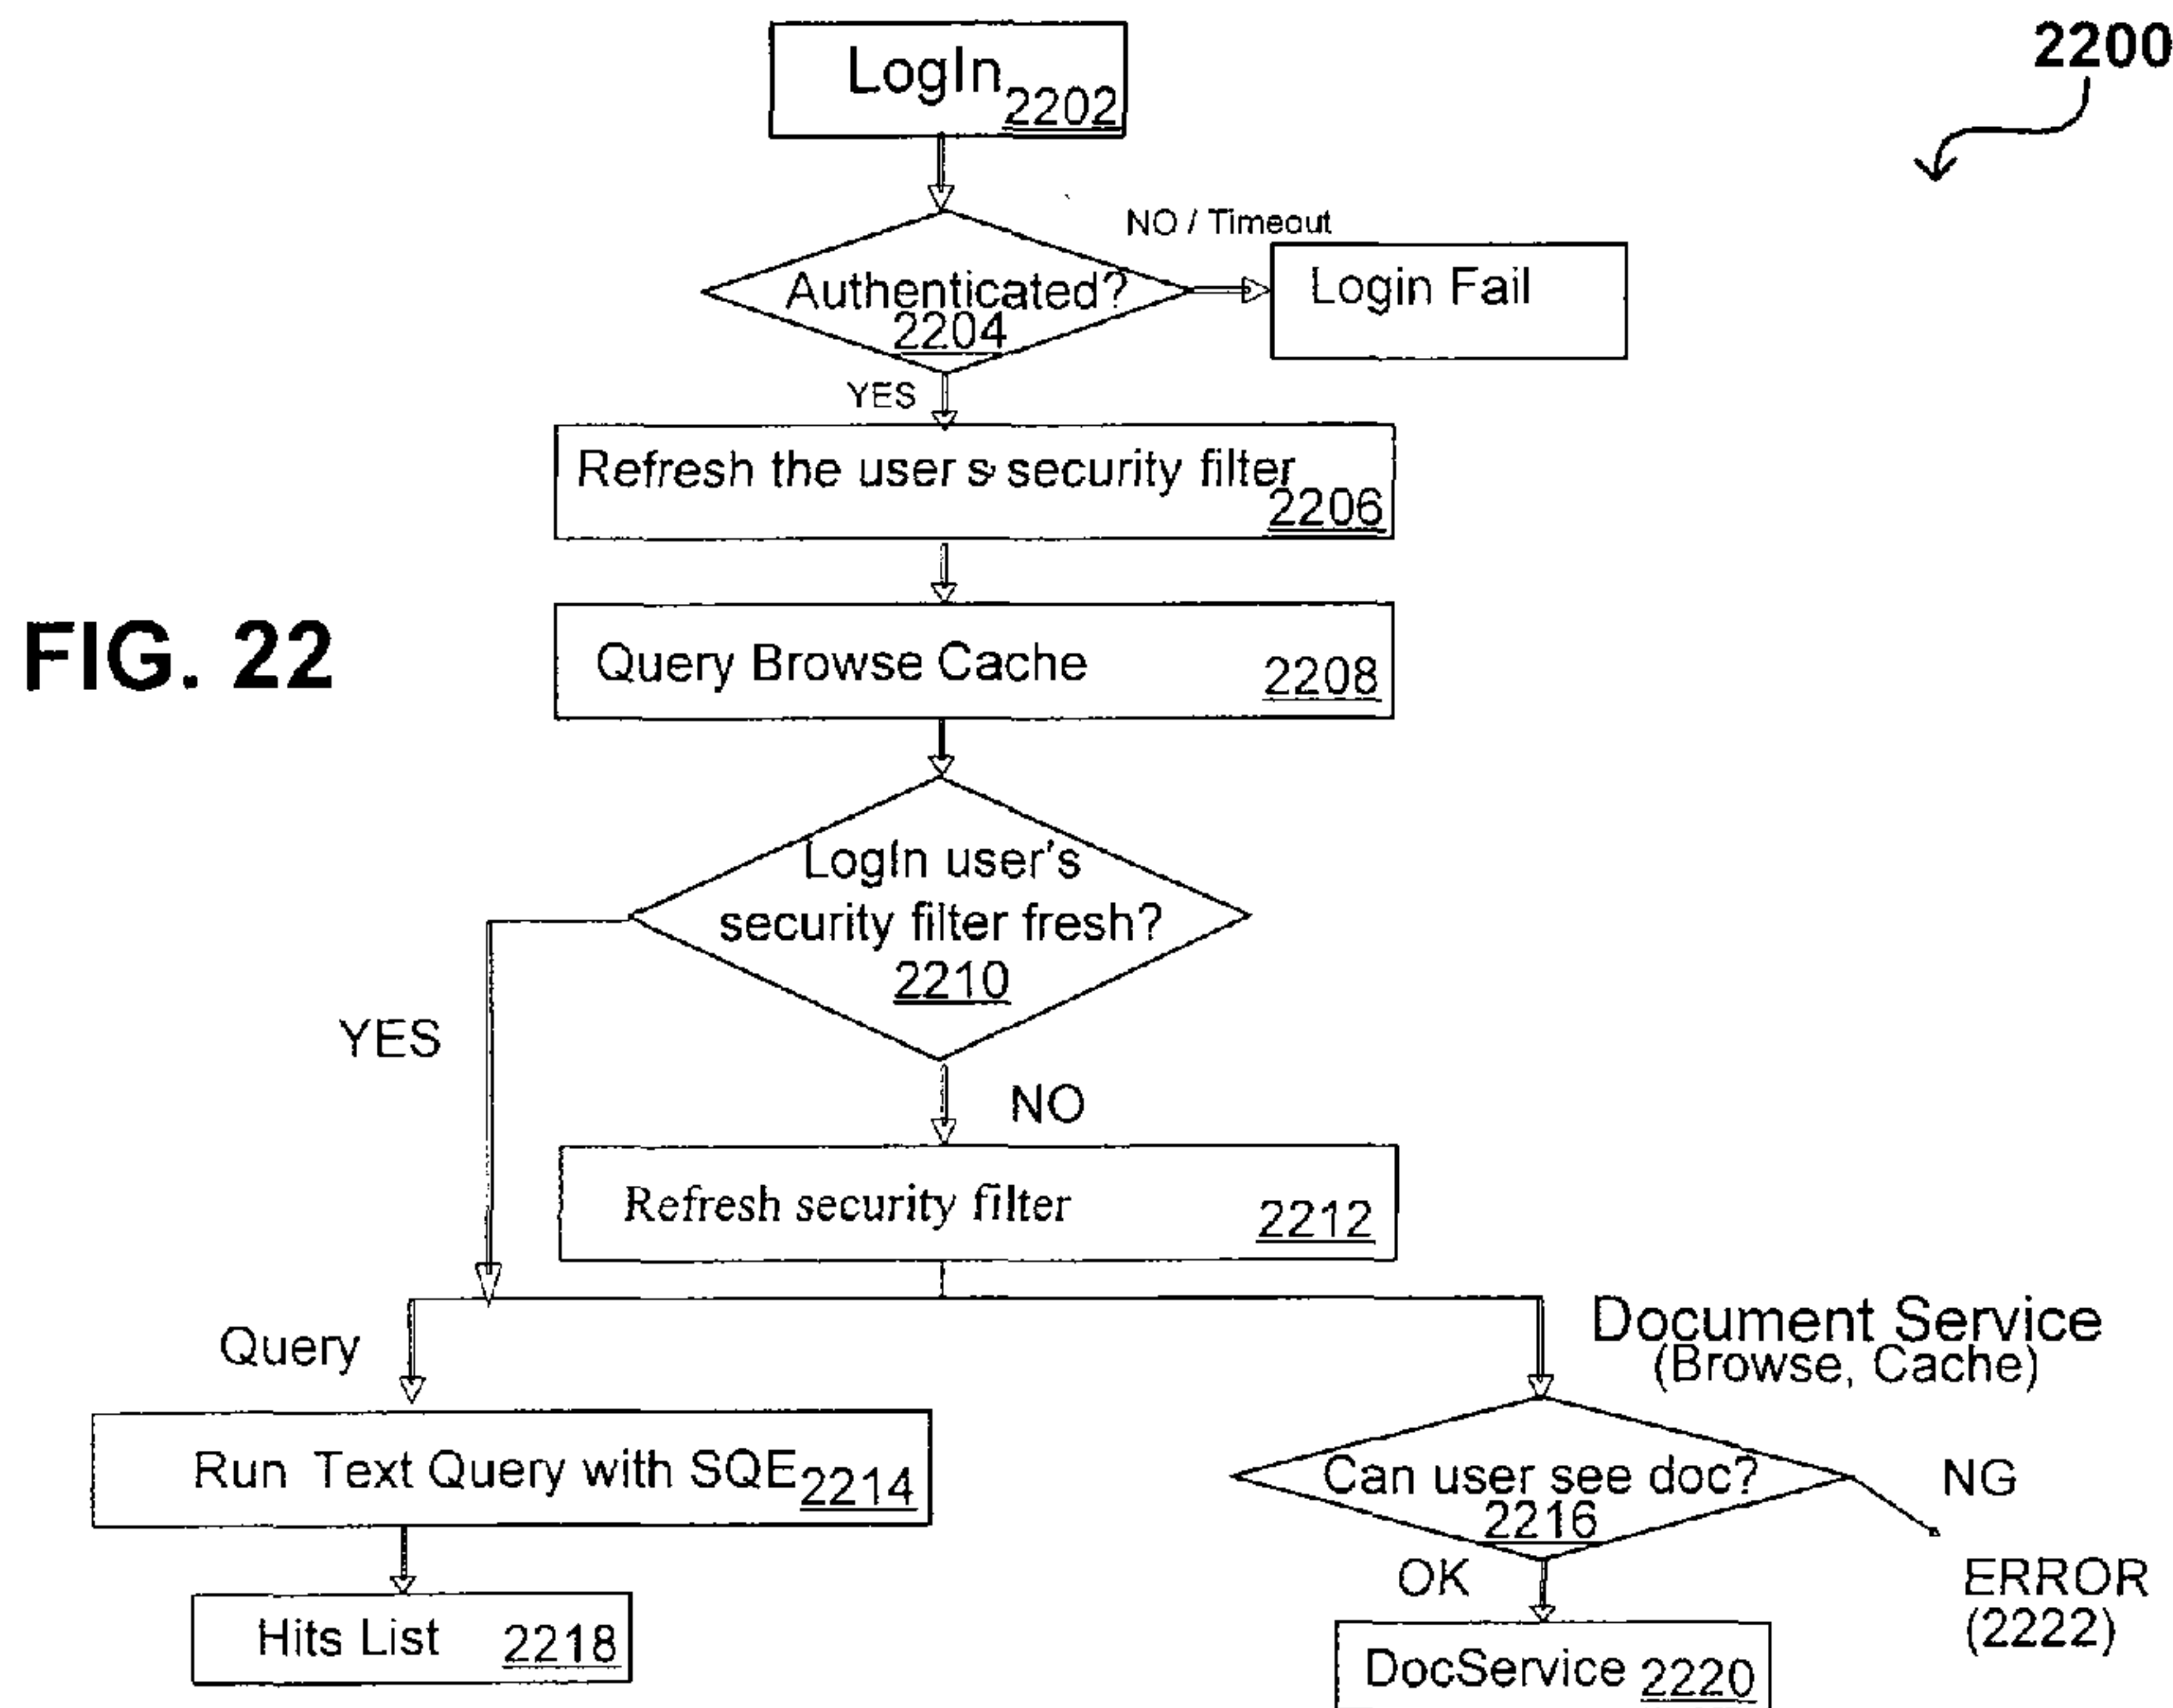 2200
LogIn 2202
NO / Timeout
Authenticated?
2204
Login Fail
YES
Refresh the user s security filter
2206
FIG. 22
Query Browse Cache 2208
LogIn user's
security filter fresh?
2210
YES
NO
Refresh security filter 2212
Query
Document Service
(Browse, Cache)
Run Text Query with SQE 2214
Can user see doc?
2216
NG
OK
ERROR
(2222)
Hits List 2218
DocService 2220